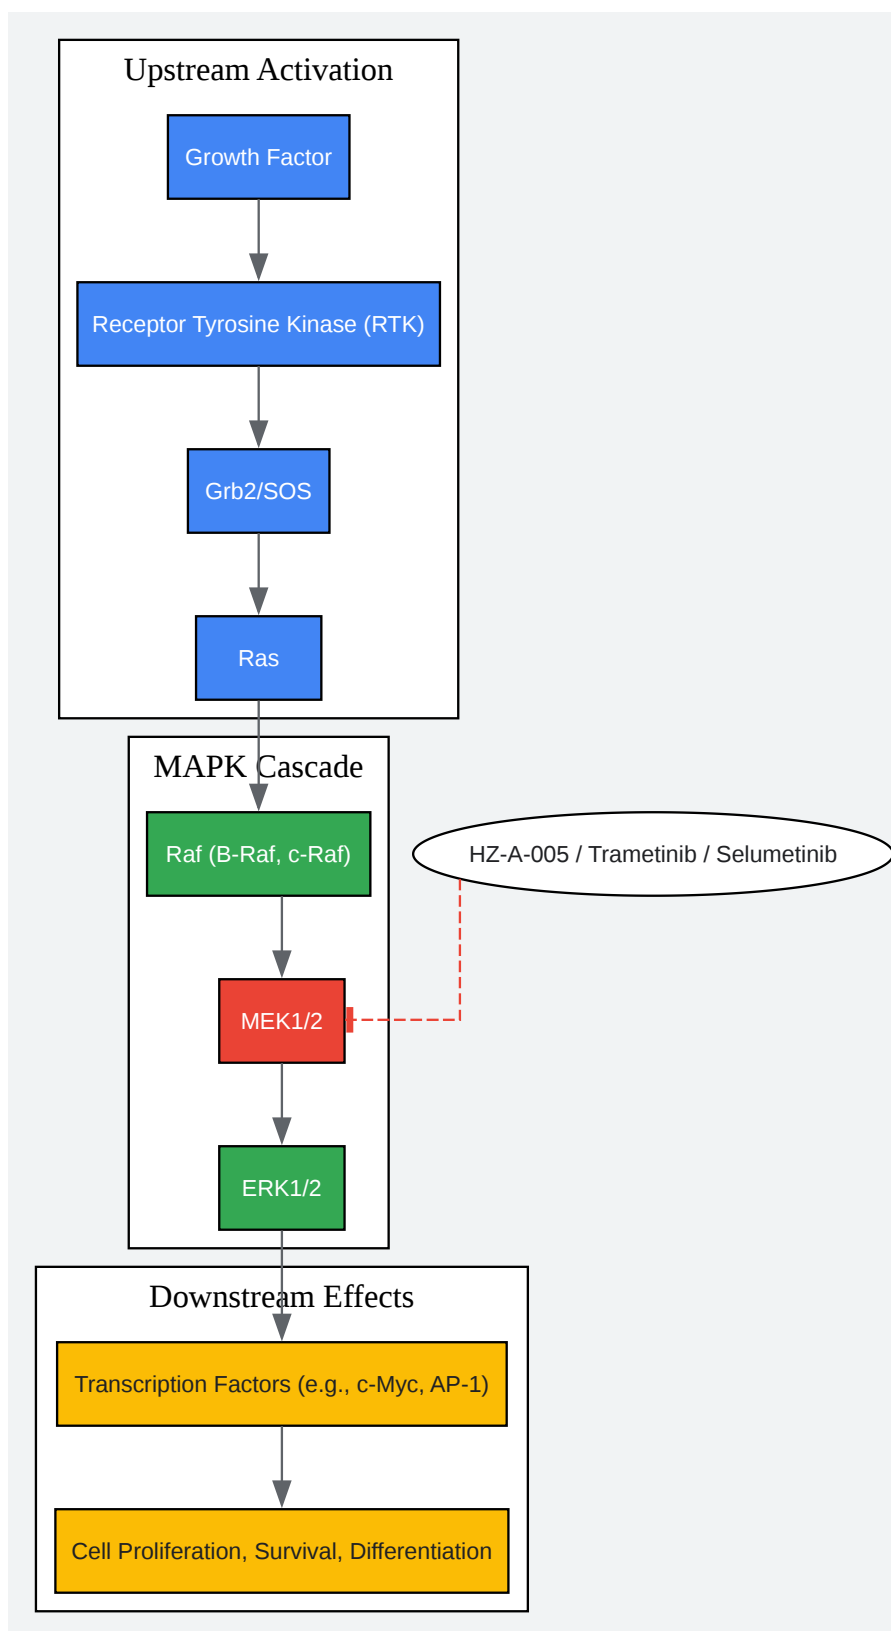 Upstream Activation
Growth Factor
Receptor Tyrosine Kinase (RTK)
Grb2/SOS
Ras
MAPK Cascade
Raf (B-Raf, c-Raf)
HZ-A-005 / Trametinib / Selumetinib
MEK1/2
ERK1/2
Downstream Effects
Transcription Factors (e.g., c-Myc, AP-1)
Cell Proliferation, Survival, Differentiation